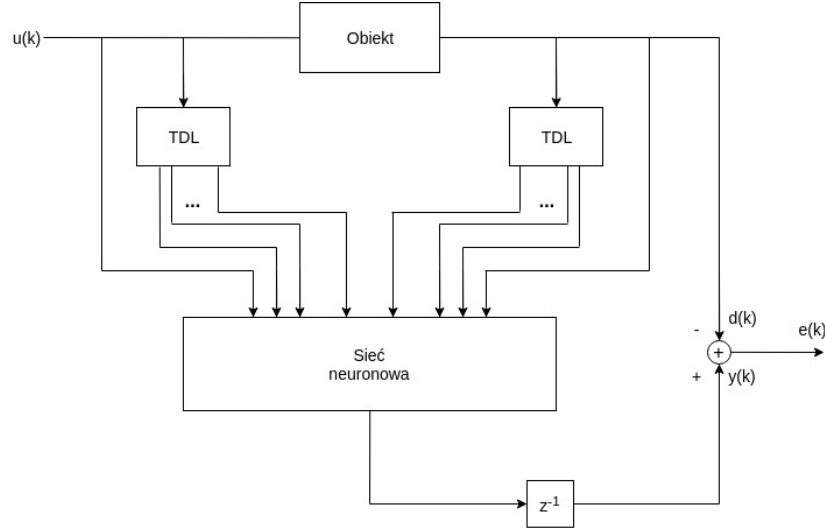 u(k)
Obiekt
TDL
TDL
...
...
Sieć
neuronowa
-
d(k)
e(k)
+
+
y(k)
z-1